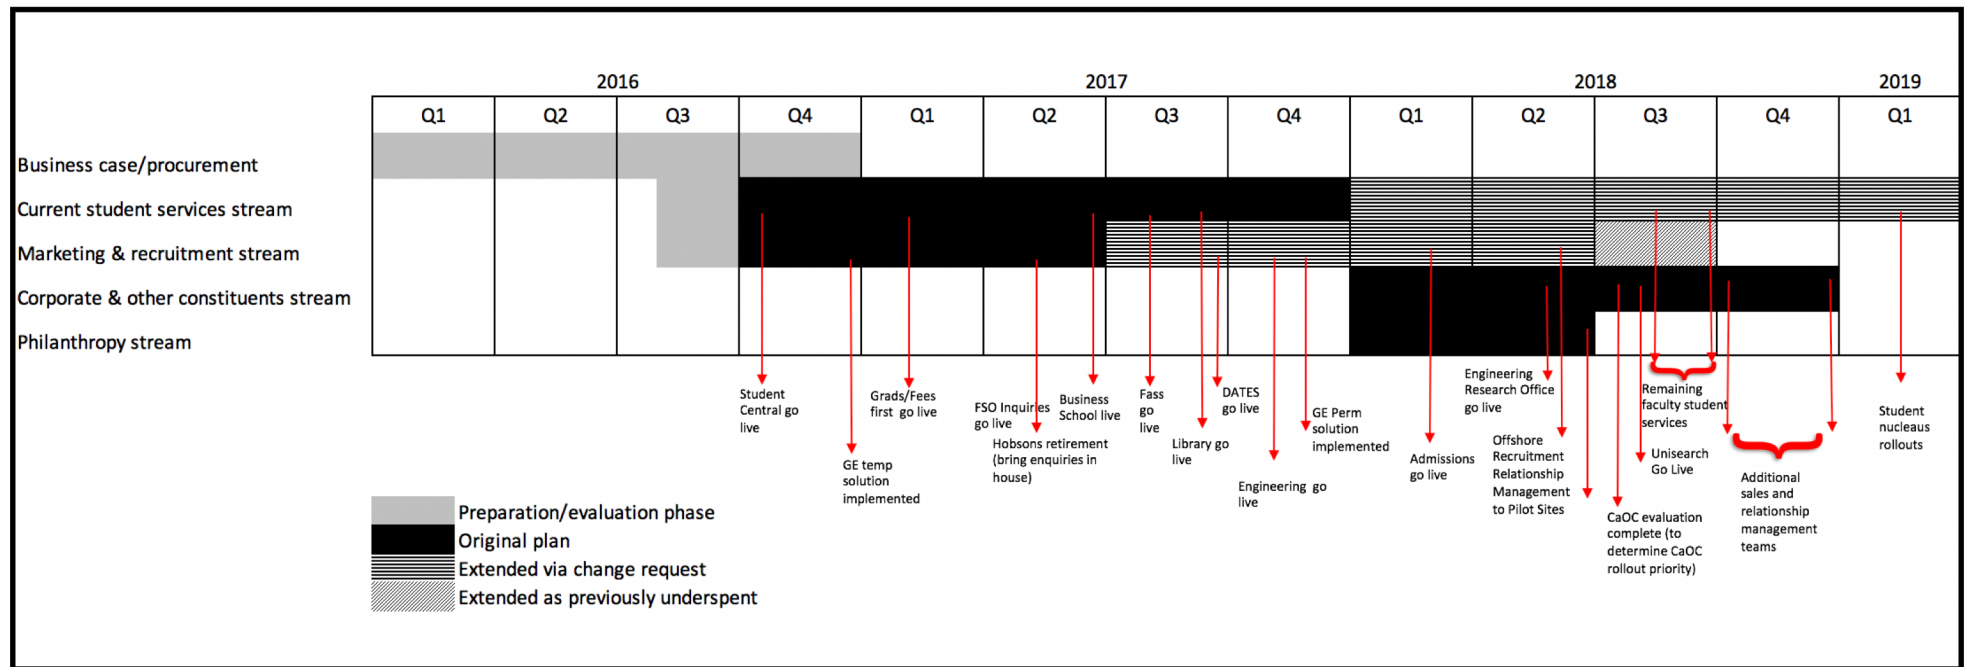 2016 2017 2018 2019
Q1 Q2 Q3 Q4 Q1 Q2 Q3 Q4 Q1 Q2 Q3 Q4 Q1
Business case/procurement
Current student services stream
Marketing & recruitment stream
Corporate & other constituents stream
Philanthropy stream
Student
Central go
live
GE temp
solution
implemented
Grads/Fees
first go live
FSO Inquiries
go live
Hobsons retirement
(bring enquiries in
house)
Business
School live
Fass
go
live
Library go
live
DATES
go live
Engineering go
live
GE Perm
solution
implemented
Admissions
go live
Engineering
Research Office
go live
Offshore
Recruitment
Relationship
Management
to Pilot Sites
CaOC evaluation
complete (to
determine CaOC
rollout priority)
Remaining
faculty student
services
Unisearch
Go Live
Additional
sales and
relationship
management
teams
Student
nucleaus
rollouts
Preparation/evaluation phase
Original plan
Extended via change request
Extended as previously underspent